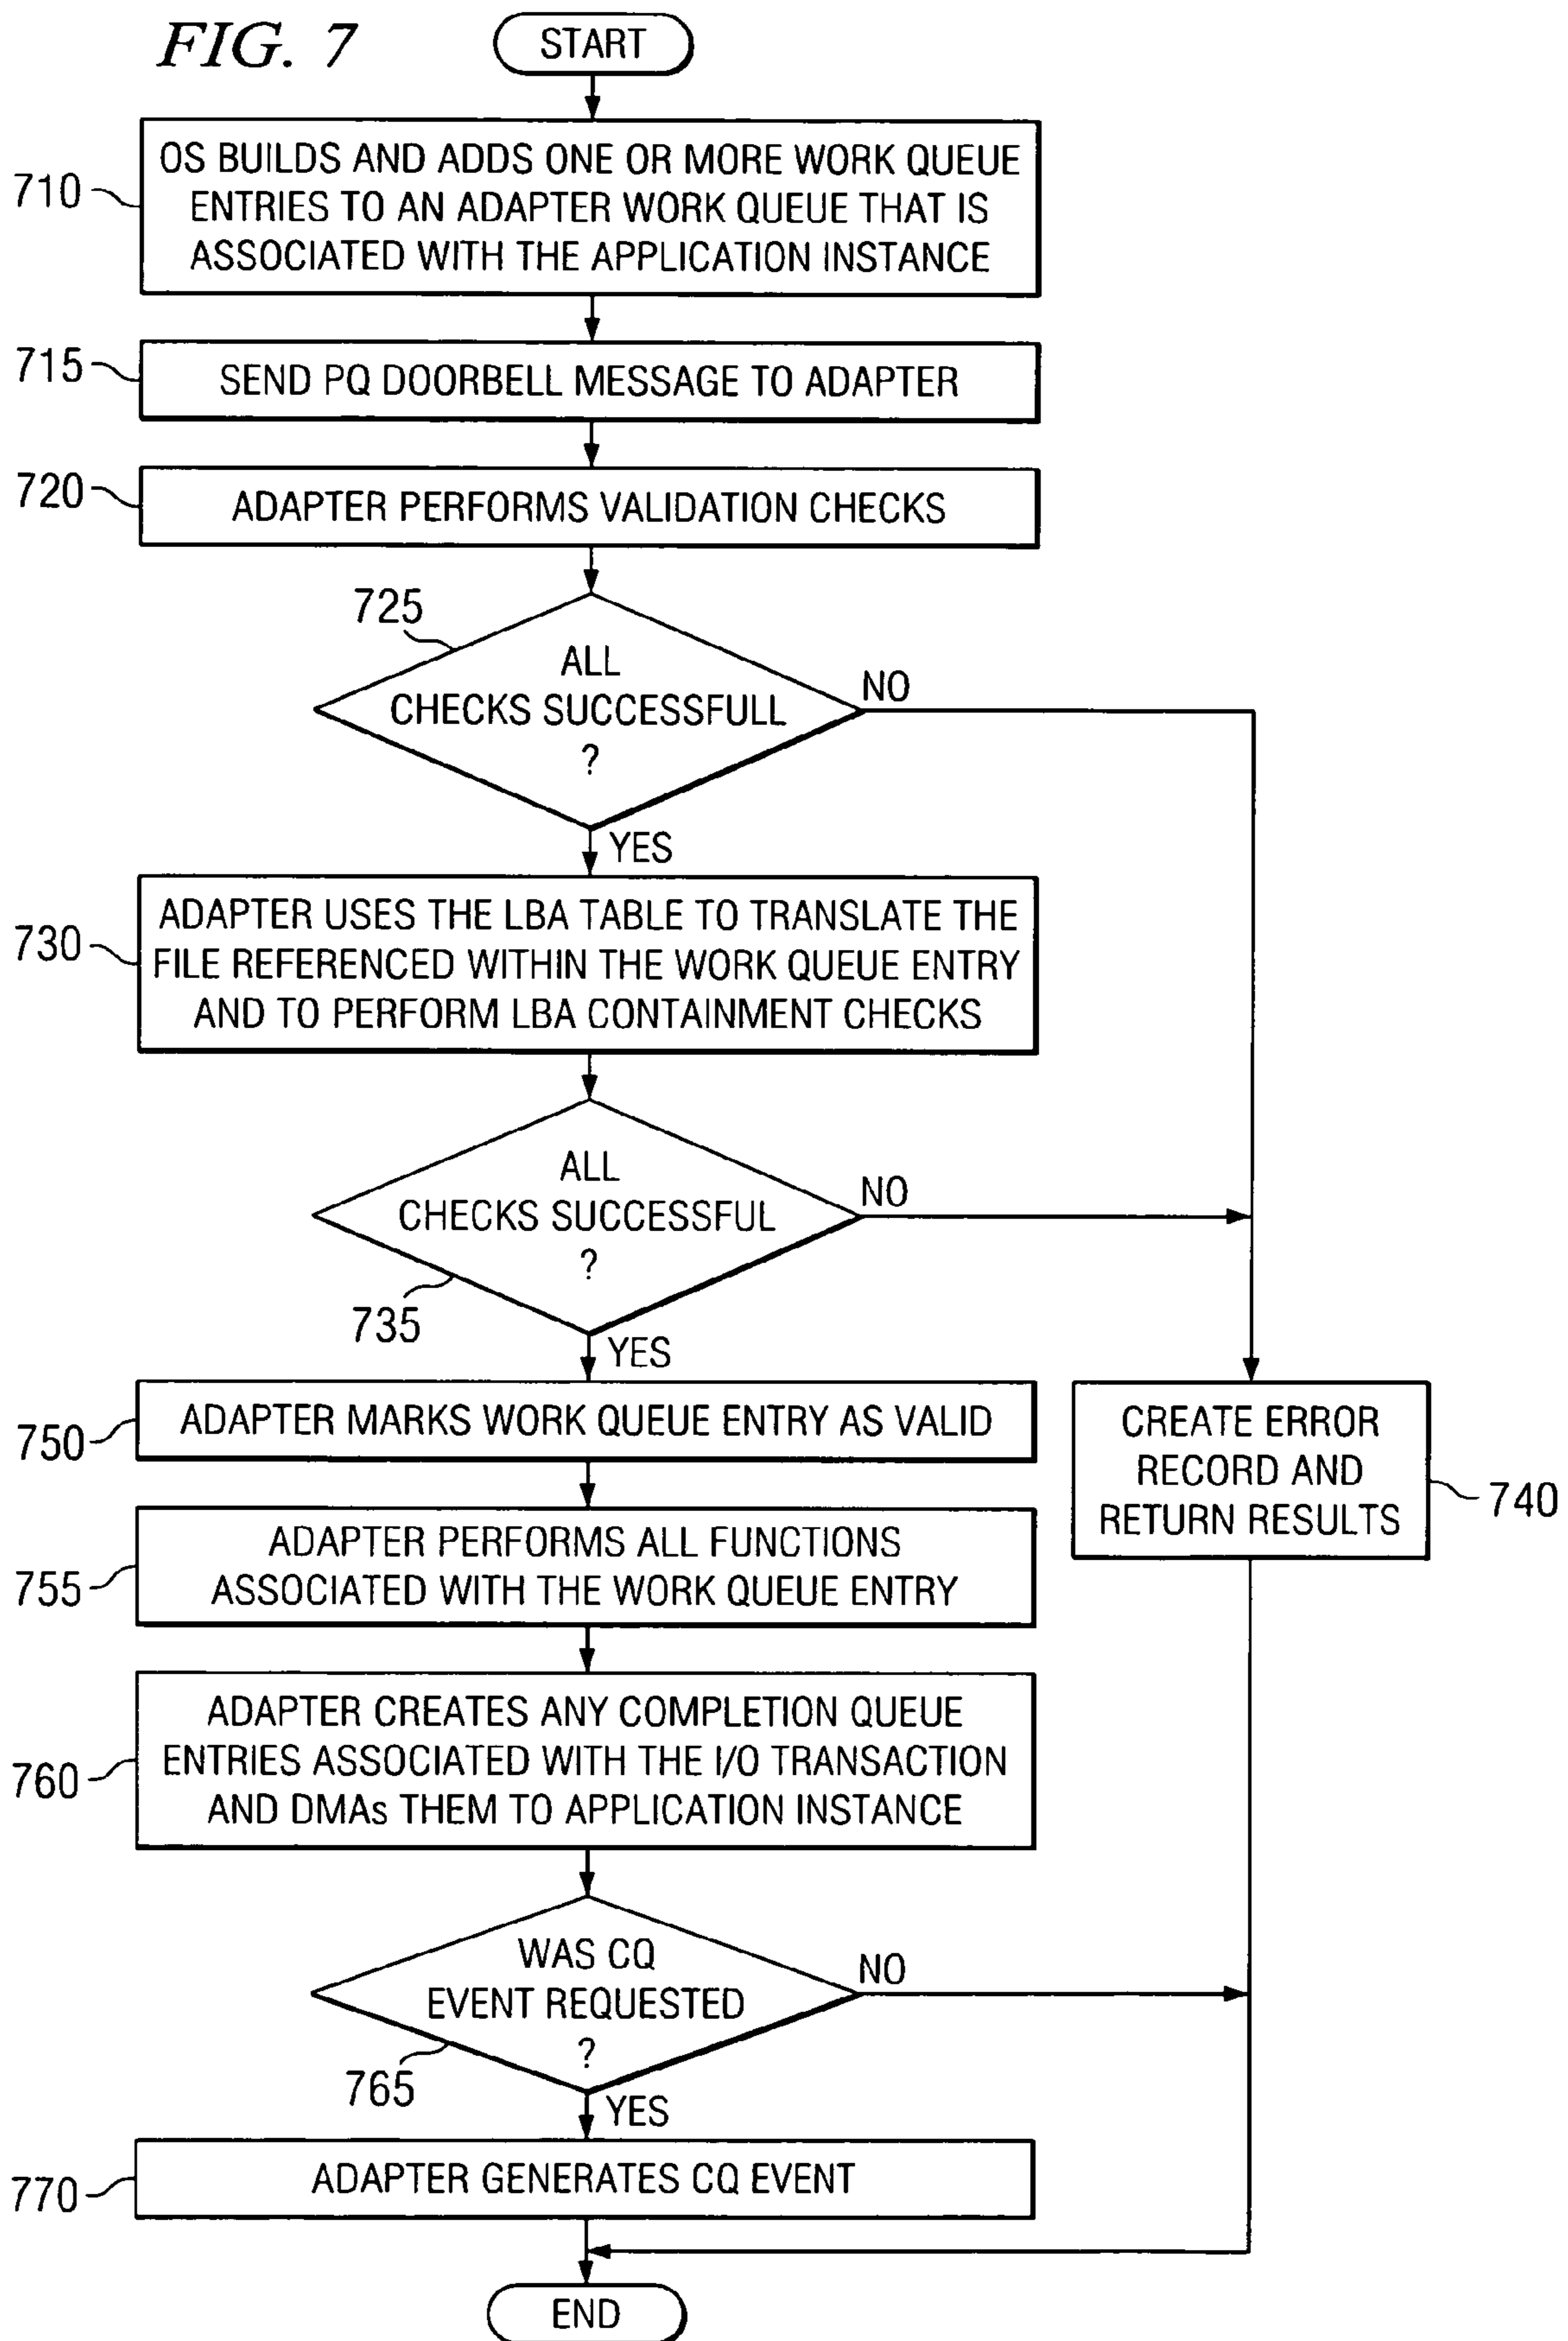 FIG. 7
START
710
OS BUILDS AND ADDS ONE OR MORE WORK QUEUE
ENTRIES TO AN ADAPTER WORK QUEUE THAT IS
ASSOCIATED WITH THE APPLICATION INSTANCE
715
SEND PQ DOORBELL MESSAGE TO ADAPTER
720
ADAPTER PERFORMS VALIDATION CHECKS
725
ALL
CHECKS SUCCESSFULL
?
NO
YES
730
ADAPTER USES THE LBA TABLE TO TRANSLATE THE
FILE REFERENCED WITHIN THE WORK QUEUE ENTRY
AND TO PERFORM LBA CONTAINMENT CHECKS
ALL
CHECKS SUCCESSFUL
?
NO
735
YES
750
ADAPTER MARKS WORK QUEUE ENTRY AS VALID
CREATE ERROR
RECORD AND
RETURN RESULTS
740
755
ADAPTER PERFORMS ALL FUNCTIONS
ASSOCIATED WITH THE WORK QUEUE ENTRY
760
ADAPTER CREATES ANY COMPLETION QUEUE
ENTRIES ASSOCIATED WITH THE I/O TRANSACTION
AND DMAs THEM TO APPLICATION INSTANCE
WAS CQ
EVENT REQUESTED
?
NO
765
YES
770
ADAPTER GENERATES CQ EVENT
END